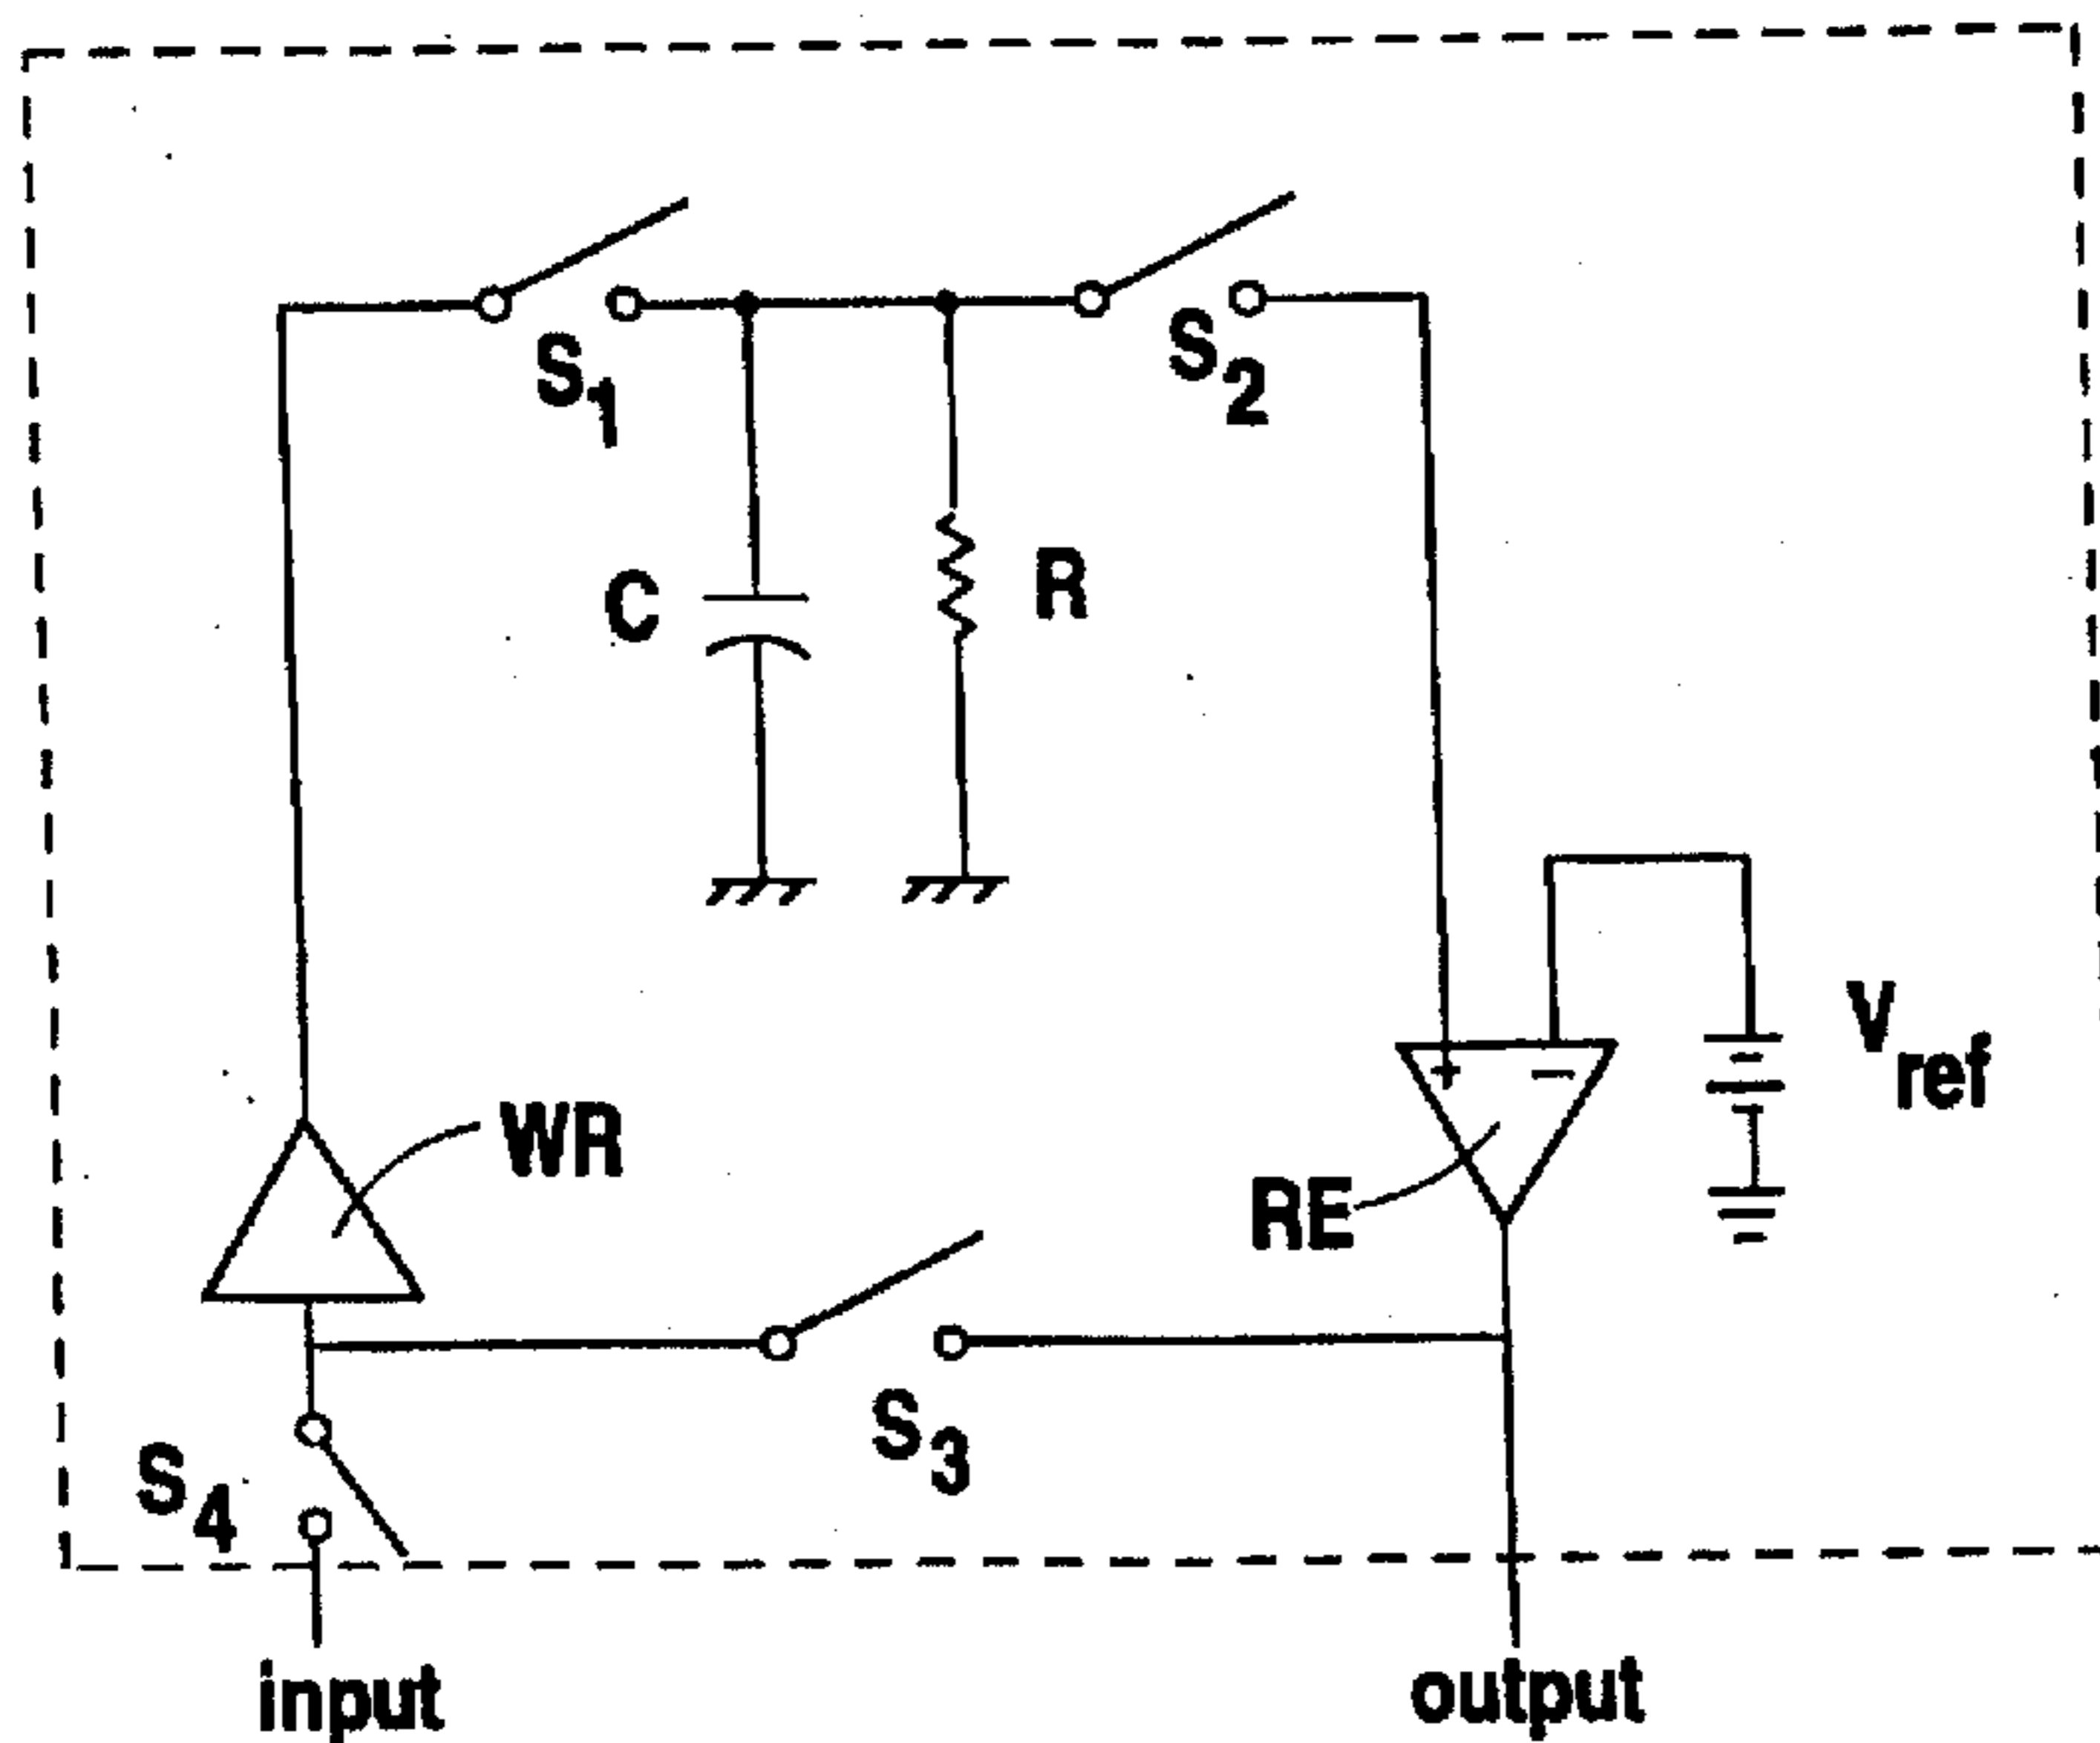 S1
S2
C
R
Vref
WR
RE
+
−
S3
S4
input
output